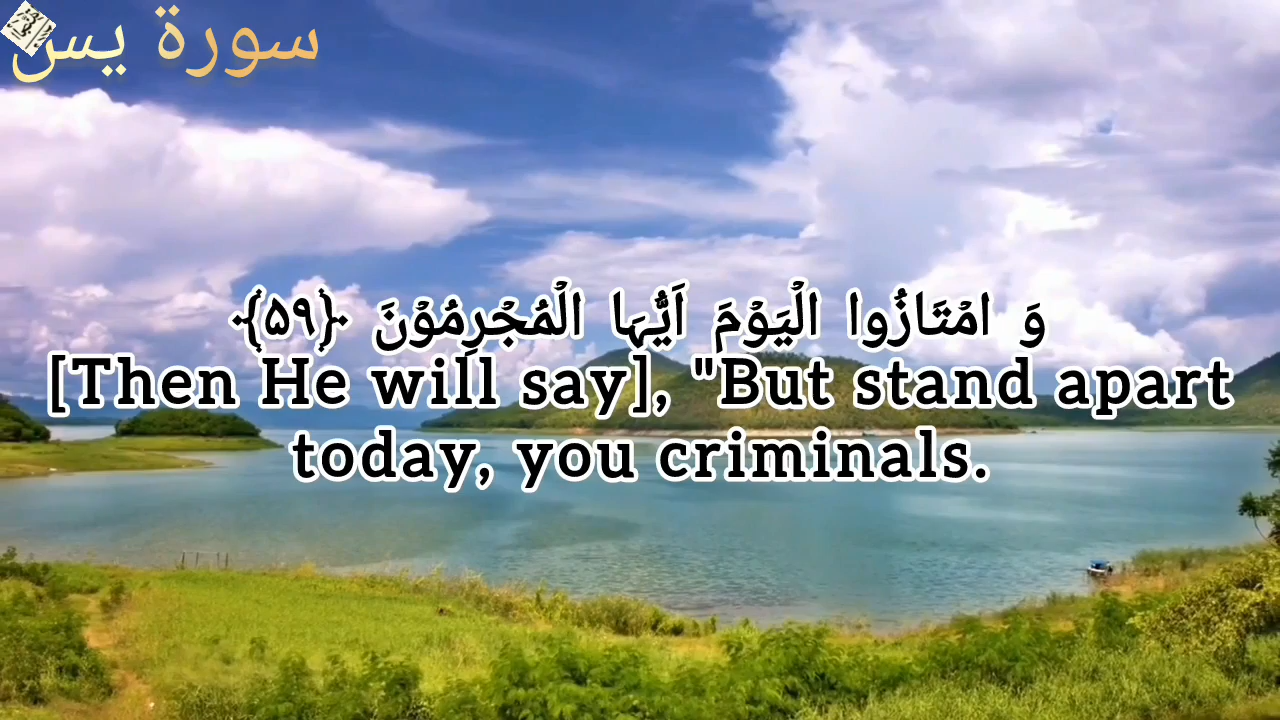 سورة يس
وَ امْتَازُوا الْيَوْمَ اَيُّہَا الْمُجْرِمُوْنَ ﴿۵۹﴾
[Then He will say], "But stand apart
today, you criminals.